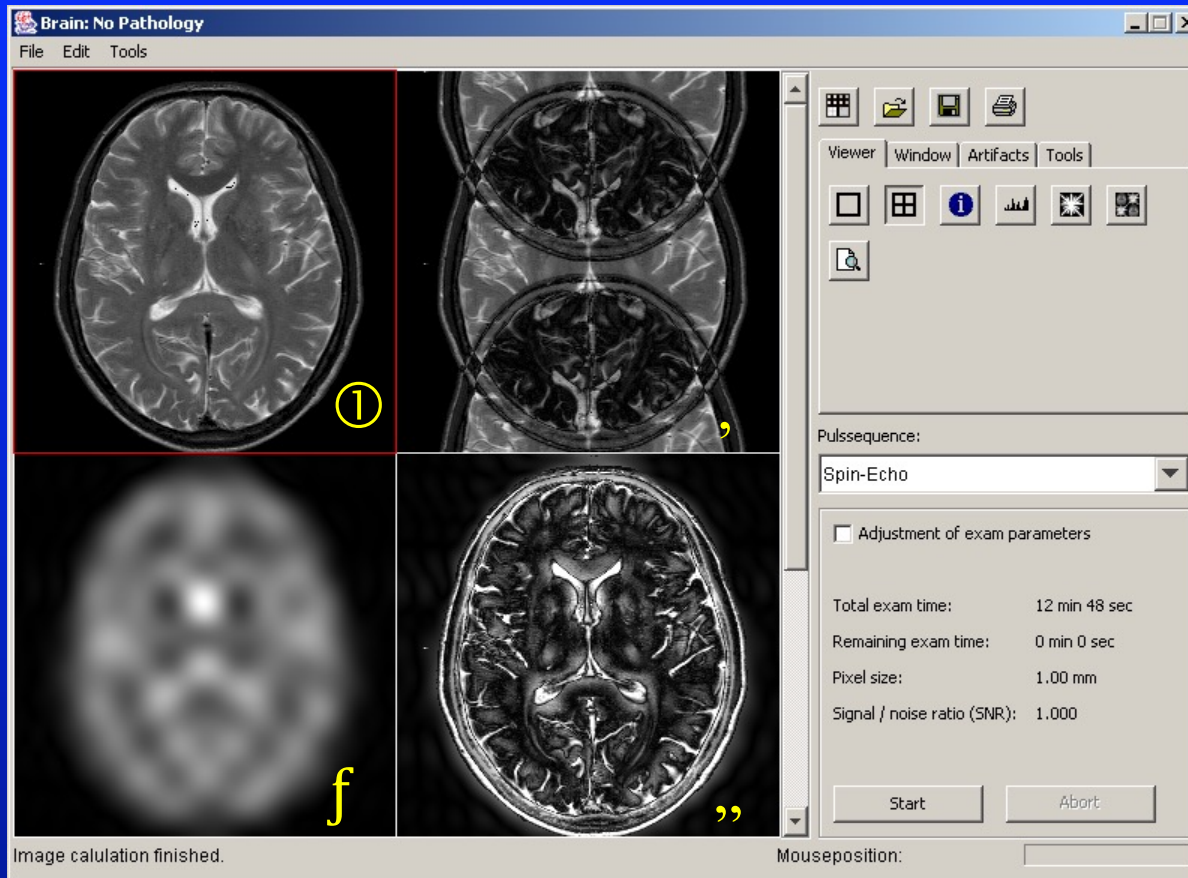 Brain: No Pathology
File Edit Tools
Viewer Window Artifacts Tools
①
‚
ƒ
„
Pulssequence:
Spin-Echo
Adjustment of exam parameters
Total exam time: 12 min 48 sec
Remaining exam time: 0 min 0 sec
Pixel size: 1.00 mm
Signal / noise ratio (SNR): 1.000
Start Abort
Image calulation finished. Mouseposition: